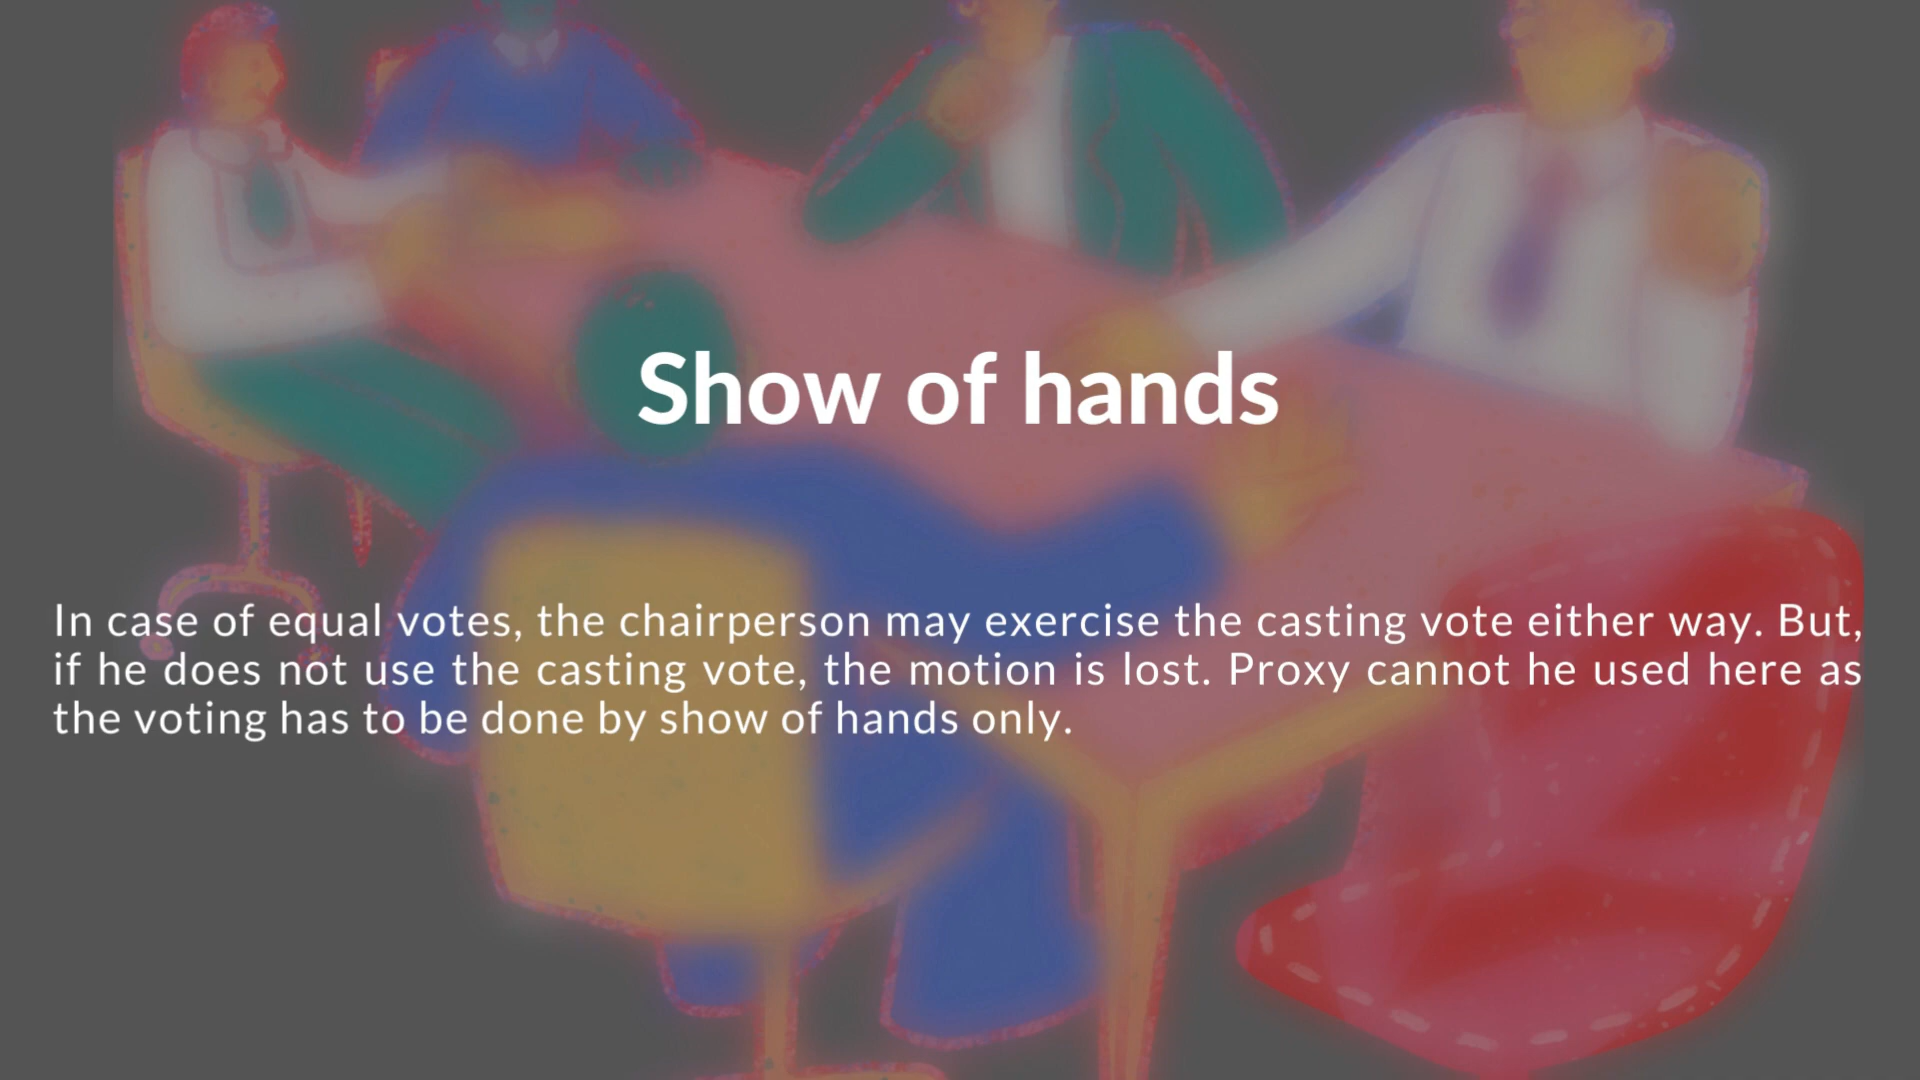 Show of hands
In case of equal votes, the chairperson may exercise the casting vote either way. But,
if he does not use the casting vote, the motion is lost. Proxy cannot he used here as
the voting has to be done by show of hands only.